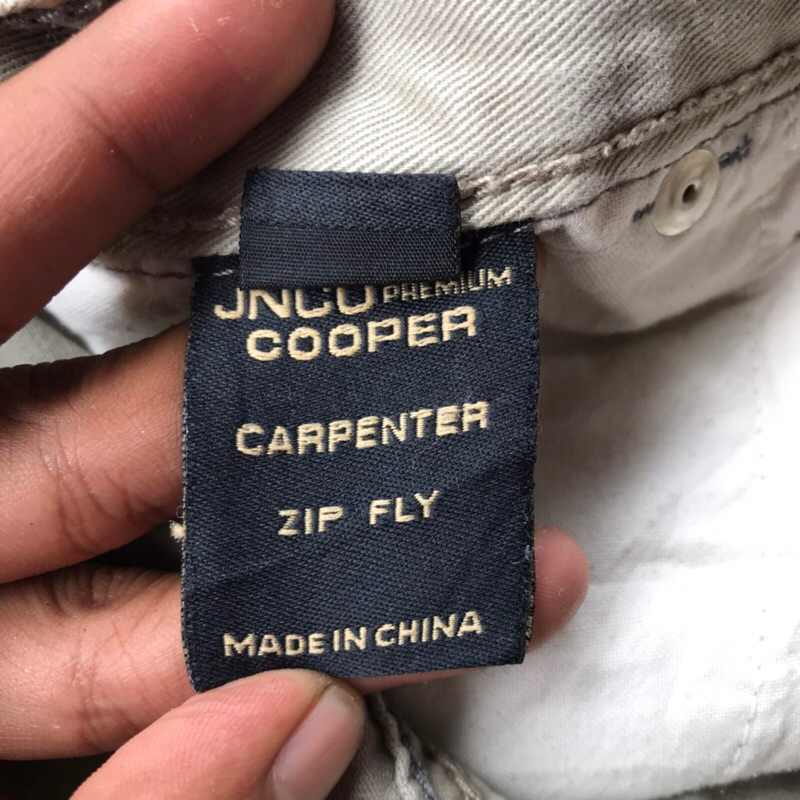 JNCO PREMIUM
COOPER
CARPENTER
ZIP FLY
MADE IN CHINA